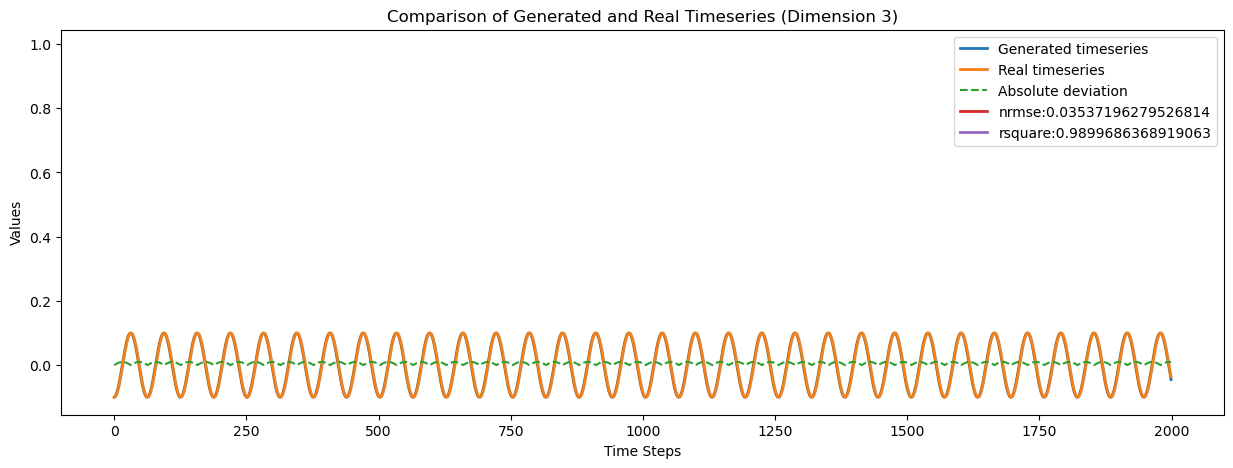 Comparison of Generated and Real Timeseries (Dimension 3)
Generated timeseries
Real timeseries
Absolute deviation
nrmse:0.03537196279526814
rsquare:0.9899686368919063
Values
1.0
0.8
0.6
0.4
0.2
0.0
0
250
500
750
1000
1250
1500
1750
2000
Time Steps